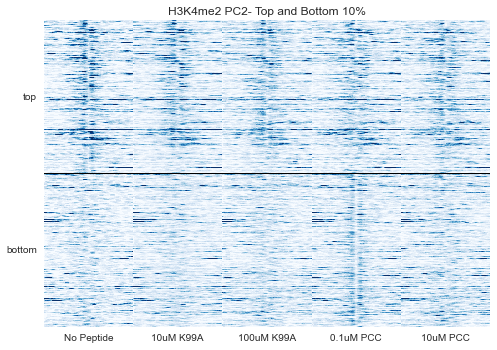 H3K4me2 PC2- Top and Bottom 10%
top
bottom
No Peptide
10uM K99A
100uM K99A
0.1uM PCC
10uM PCC